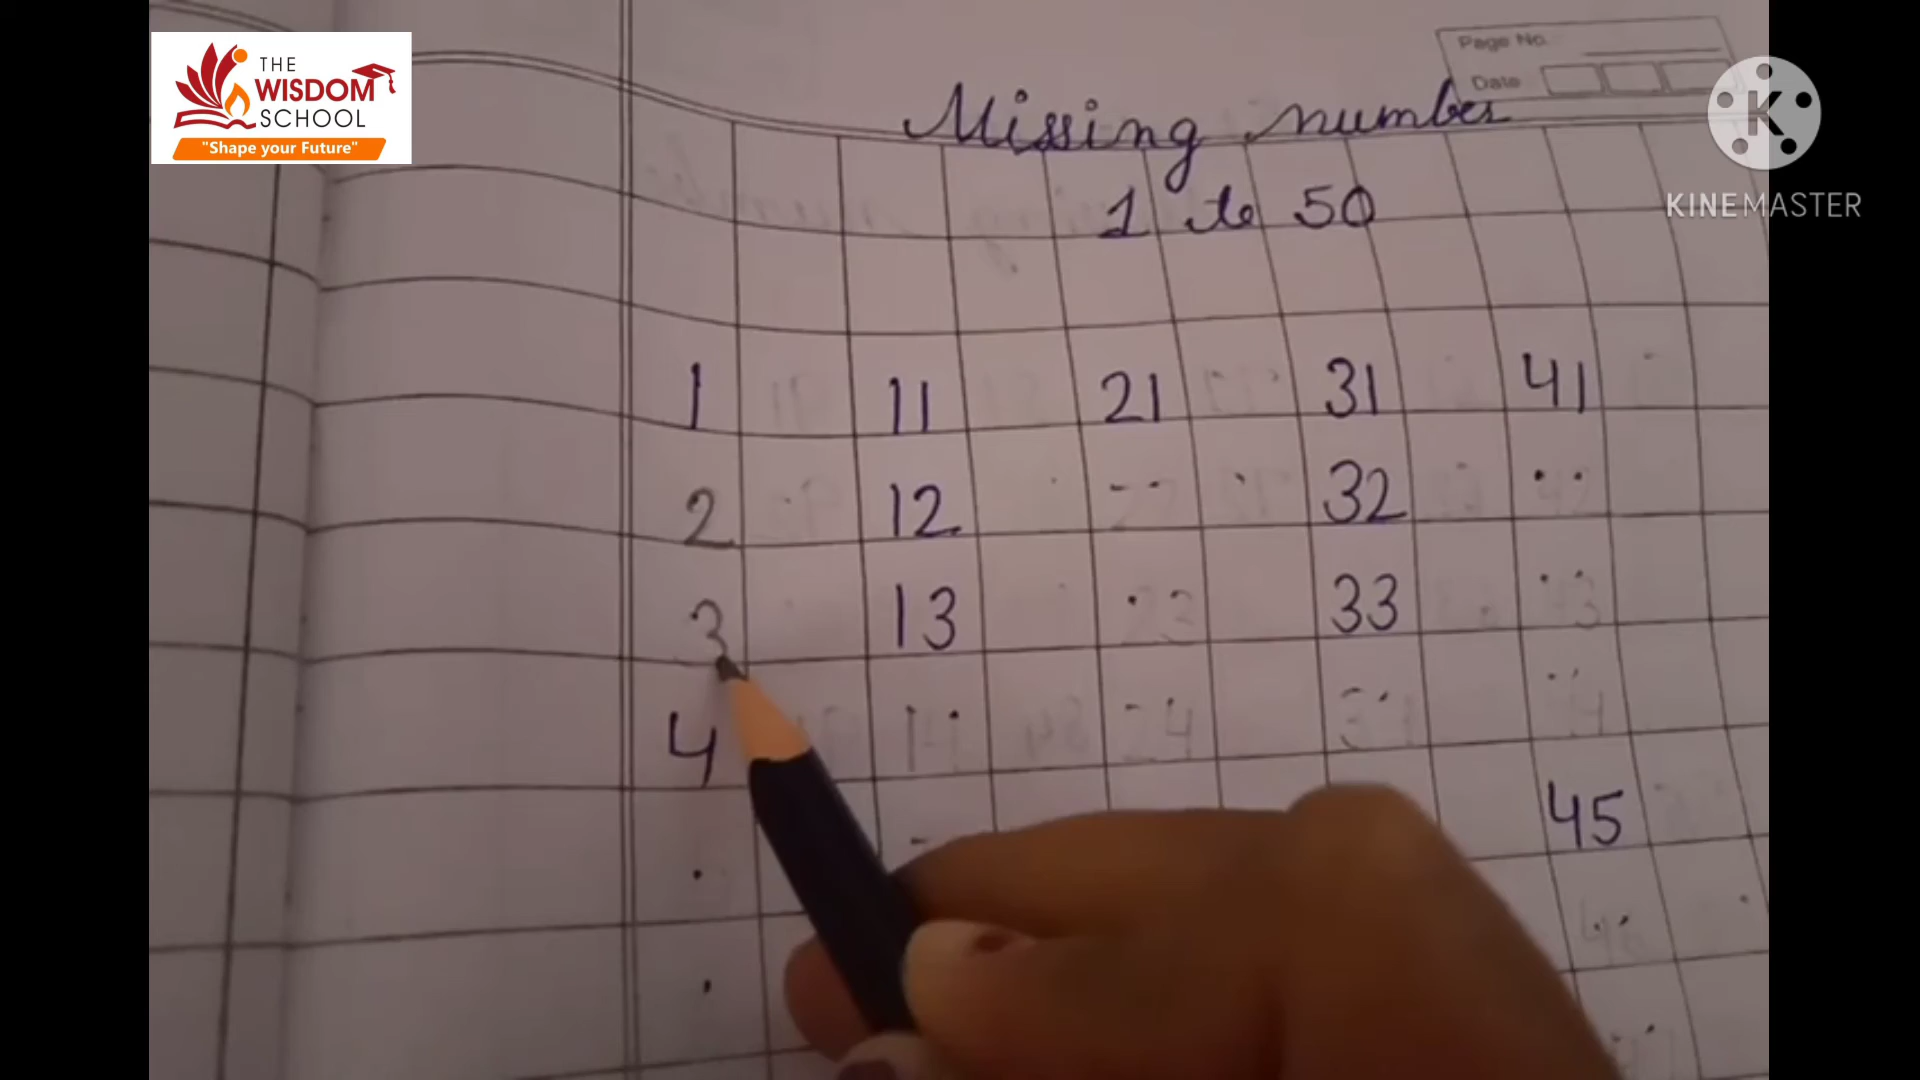 THE
WISDOM
SCHOOL
"Shape your Future"
Page No.
Date
KINEMASTER
Missing number
1 to 50
1 11 21 31 41
2 12 32
3 13 33
4
45